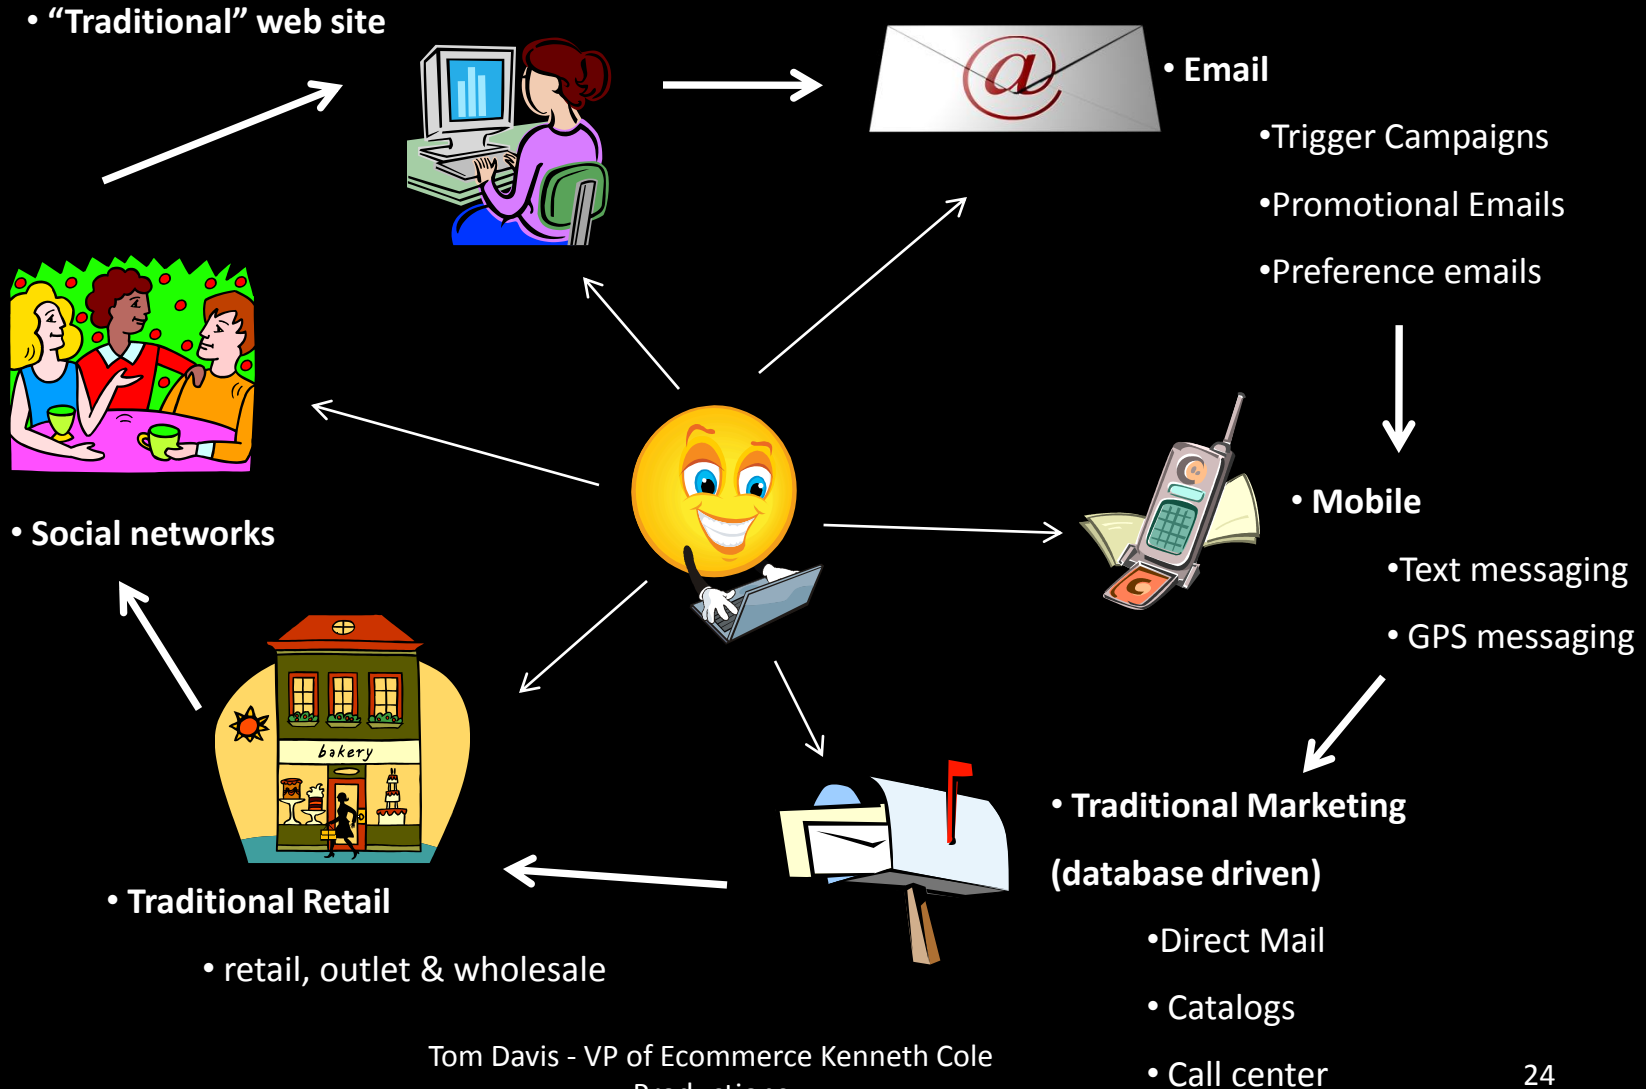 • “Traditional” web site
• Email
•Trigger Campaigns
•Promotional Emails
•Preference emails
• Mobile
•Text messaging
• GPS messaging
• Social networks
bakery
• Traditional Marketing
(database driven)
•Direct Mail
• Catalogs
• Call center
• Traditional Retail
• retail, outlet & wholesale
Tom Davis - VP of Ecommerce Kenneth Cole
Productions
24